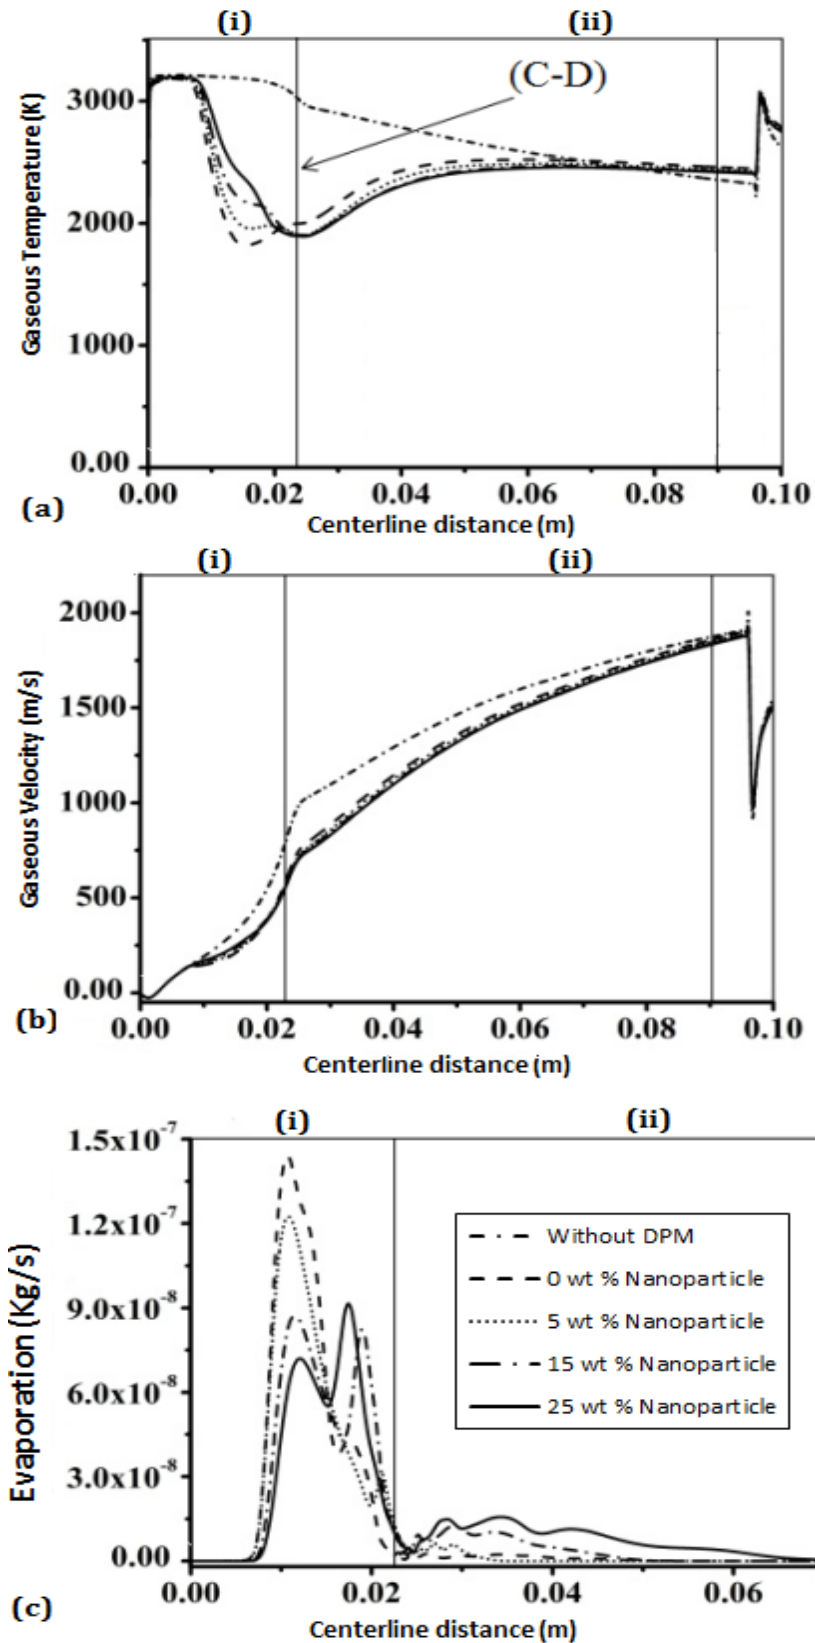 (i) (ii)
(C-D)
Gaseous Temperature (K)
3000
2000
1000
0.00
0.00 0.02 0.04 0.06 0.08 0.10
(a)
Centerline distance (m)
(i) (ii)
Gaseous Velocity (m/s)
2000
1500
1000
500
0.00
0.00 0.02 0.04 0.06 0.08 0.10
(b)
Centerline distance (m)
(i) (ii)
Evaporation (Kg/s)
1.5x10⁻⁷
1.2x10⁻⁷
9.0x10⁻⁸
6.0x10⁻⁸
3.0x10⁻⁸
0.00
Without DPM
0 wt % Nanoparticle
5 wt % Nanoparticle
15 wt % Nanoparticle
25 wt % Nanoparticle
0.00 0.02 0.04 0.06
(c)
Centerline distance (m)